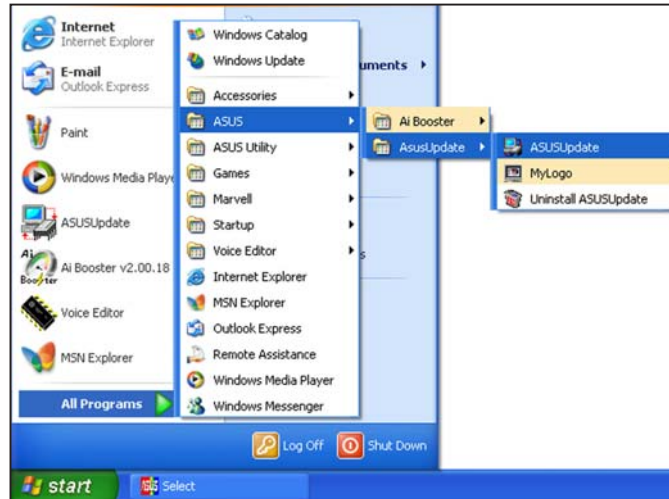 Internet
Internet Explorer
E-mail
Outlook Express
Paint
Windows Media Playe
ASUSUpdate
Ai Booster v2.00.18
Voice Editor
MSN Explorer
All Programs
Windows Catalog
Windows Update
Accessories
ASUS
ASUS Utility
Games
Marvell
Startup
Voice Editor
Internet Explorer
MSN Explorer
Outlook Express
Remote Assistance
Windows Media Player
Windows Messenger
uments
s
Ai Booster
AsusUpdate
ASUSUpdate
MyLogo
Uninstall ASUSUpdate
Log Off
Shut Down
start
Select